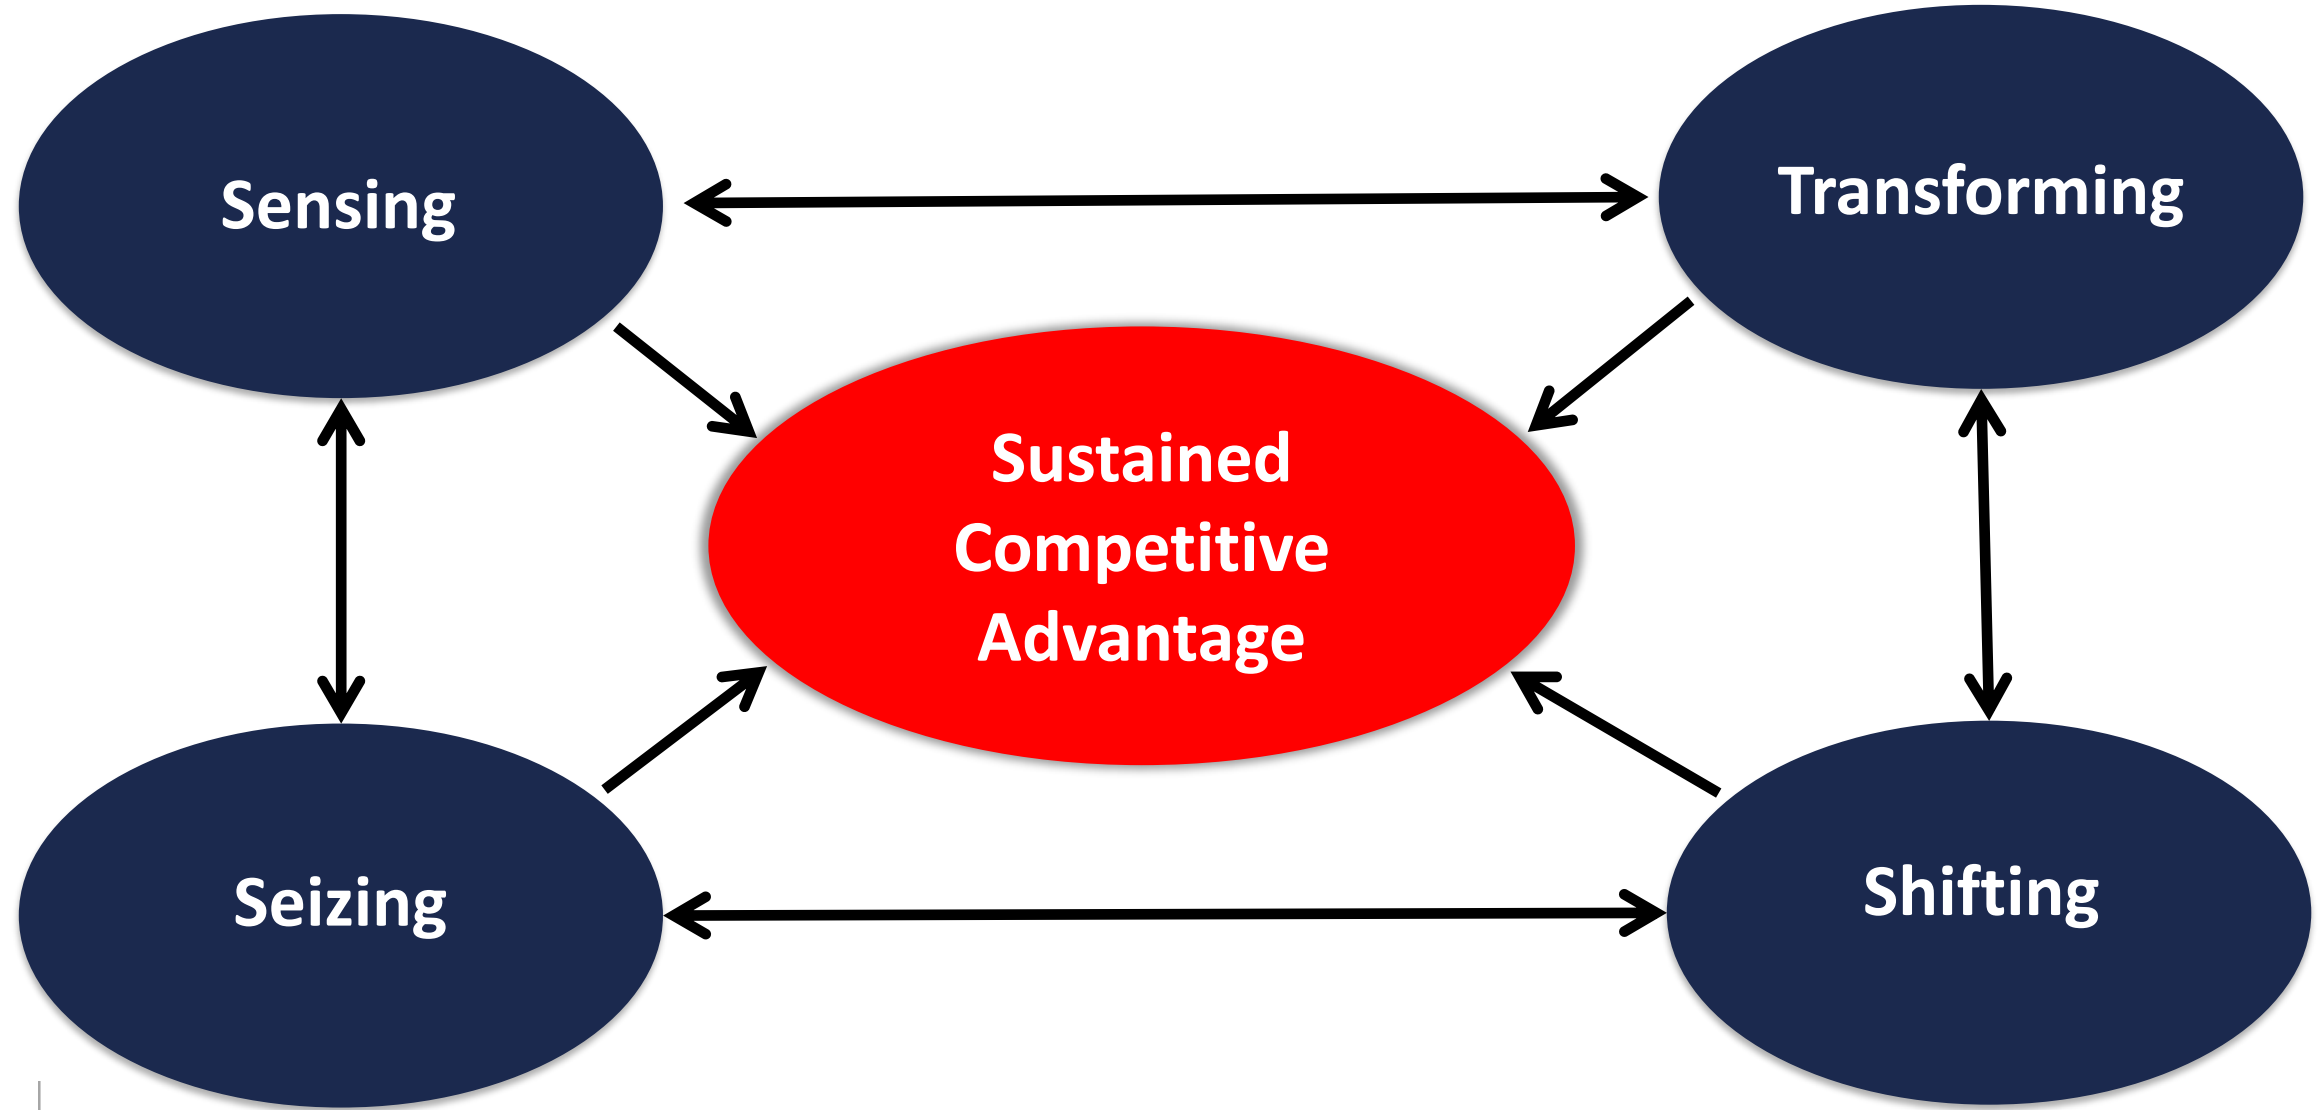 Sensing
Transforming
Sustained
Competitive
Advantage
Seizing
Shifting